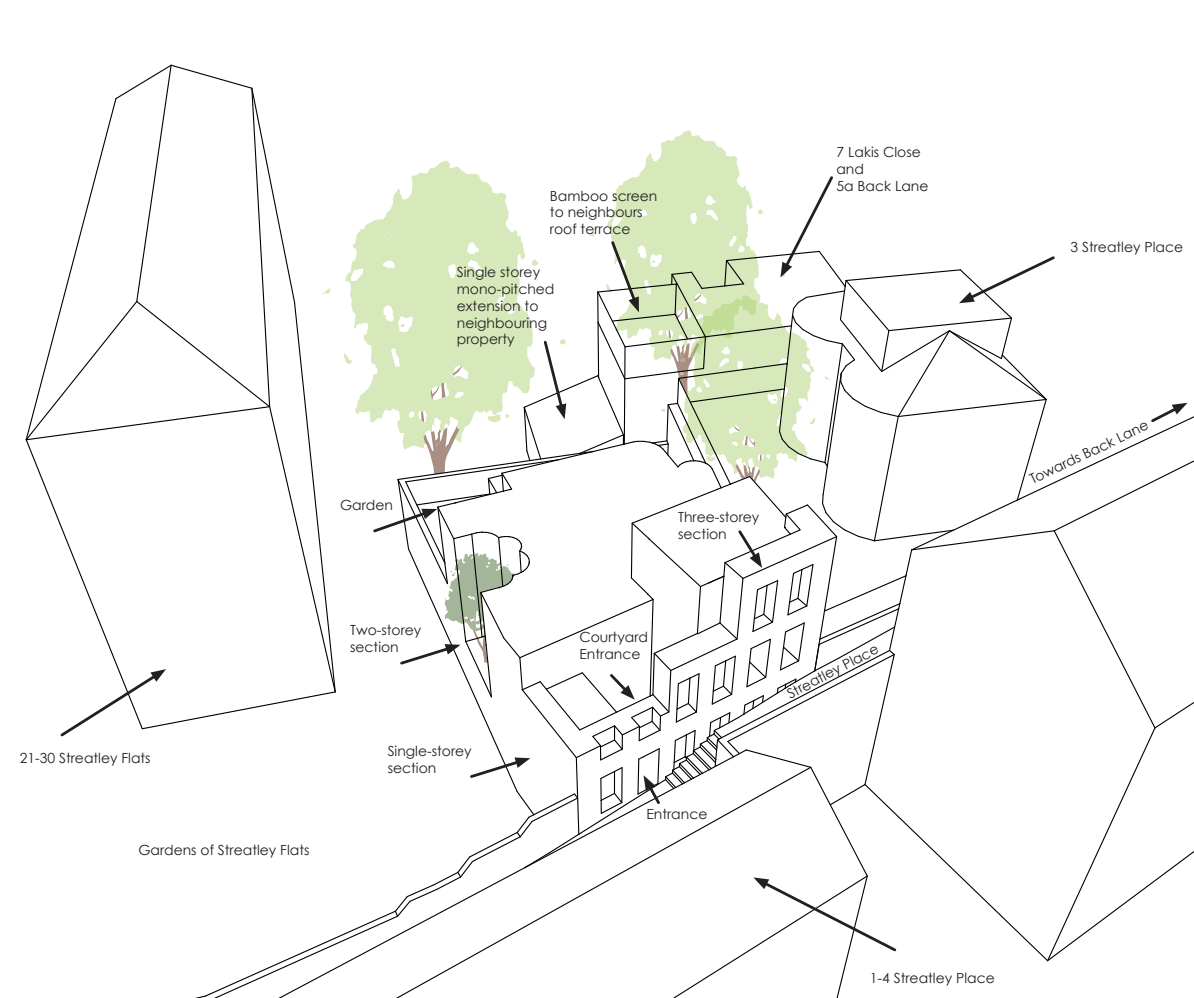 7 Lakis Close
and
5a Back Lane
Bamboo screen
to neighbours
roof terrace
3 Streatley Place
Single storey
mono-pitched
extension to
neighbouring
property
Towards Back Lane
Garden
Three-storey
section
Two-storey
section
Courtyard
Entrance
Streatley Place
21-30 Streatley Flats
Single-storey
section
Entrance
Gardens of Streatley Flats
1-4 Streatley Place